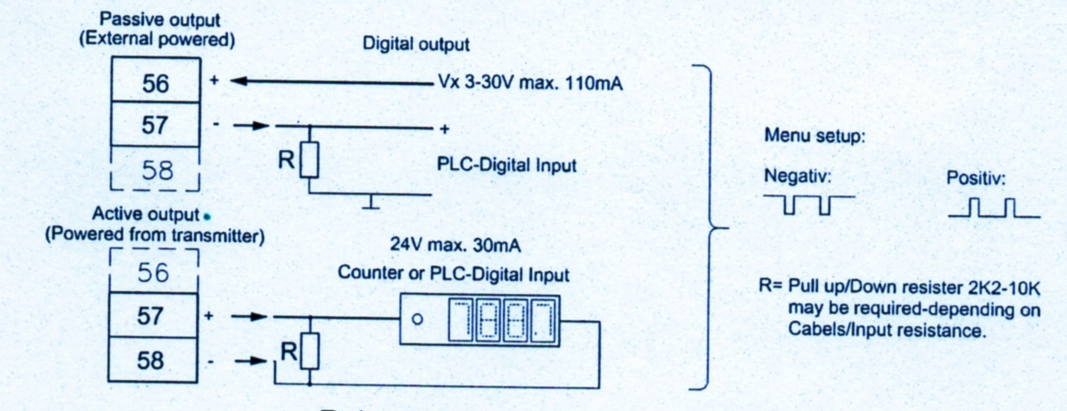 Passive output
(External powered)
Digital output
56 + Vx 3-30V max. 110mA
57 - +
58
R
PLC-Digital Input
Active output
(Powered from transmitter)
56
57 +
58 -
R
24V max. 30mA
Counter or PLC-Digital Input
Menu setup:
Negativ:
Positiv:
R= Pull up/Down resister 2K2-10K
may be required-depending on
Cabels/Input resistance.